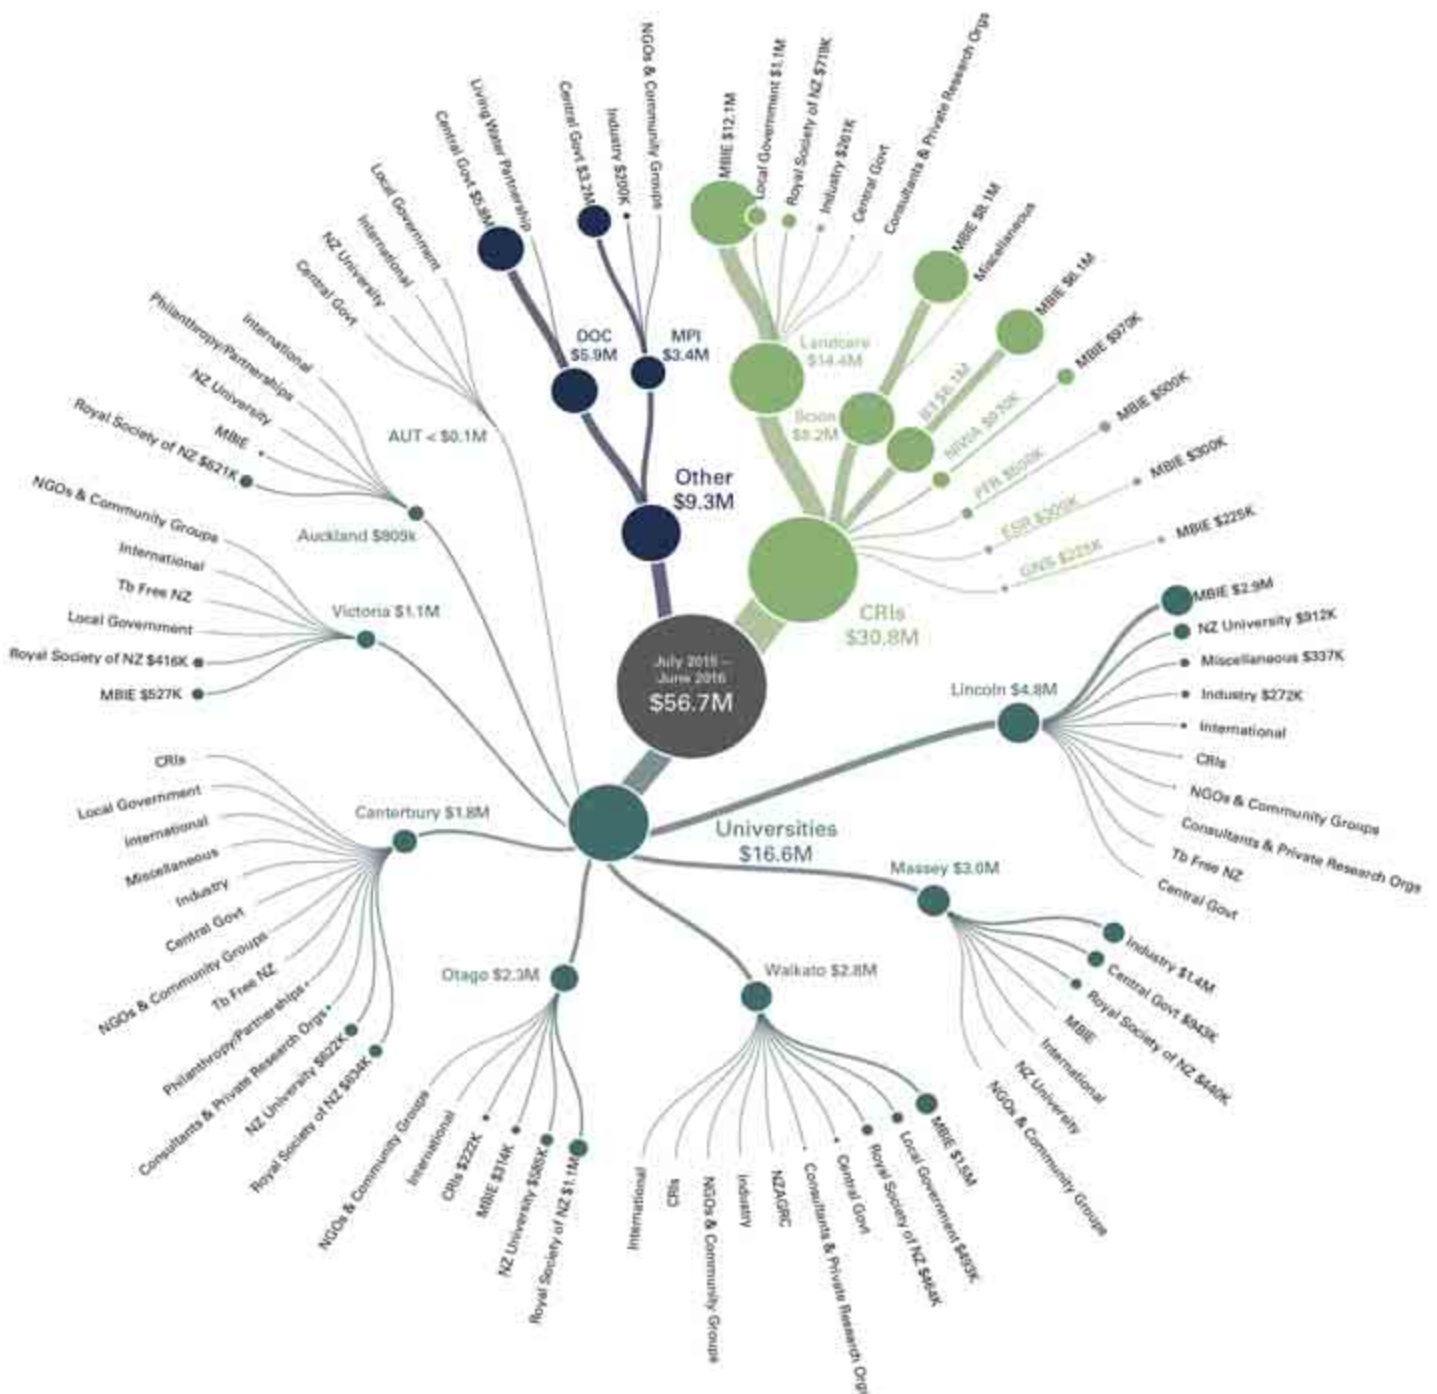 July 2015 –
June 2016
$56.7M
Other
$9.3M
DOC
$5.9M
Central Govt $5.8M
Living Water Partnership
MPI
$3.4M
Central Govt $3.2M
Industry $200K
NGOs & Community Groups
CRIs
$30.8M
Landcare
$14.4M
MBIE $12.1M
Local Government $1.1M
Royal Society of NZ $719K
Industry $261K
Central Govt
Consultants & Private Research Orgs
Scion
$8.2M
MBIE $8.1M
Miscellaneous
$6.1M
MBIE $6.1M
NIWA $970K
MBIE $970K
PFR $500K
MBIE $500K
ESR $300K
MBIE $300K
GNS $225K
MBIE $225K
Universities
$16.6M
Lincoln $4.8M
MBIE $2.9M
NZ University $912K
Miscellaneous $337K
Industry $272K
International
CRIs
NGOs & Community Groups
Consultants & Private Research Orgs
Tb Free NZ
Central Govt
Massey $3.0M
Industry $1.4M
Central Govt $943K
Royal Society of NZ $440K
MBIE
International
NZ University
NGOs & Community Groups
Waikato $2.8M
MBIE $1.5M
Local Government $493K
Royal Society of NZ $464K
Central Govt
Consultants & Private Research Orgs
NZAGRC
Industry
NGOs & Community Groups
CRIs
International
Otago $2.3M
Royal Society of NZ $1.1M
NZ University $585K
MBIE $314K
CRIs $222K
International
NGOs & Community Groups
Canterbury $1.8M
Royal Society of NZ $634K
NZ University $622K
Consultants & Private Research Orgs
Philanthropy/Partnerships
Tb Free NZ
NGOs & Community Groups
Central Govt
Industry
Miscellaneous
International
Local Government
CRIs
Victoria $1.1M
MBIE $527K
Royal Society of NZ $416K
Local Government
Tb Free NZ
International
NGOs & Community Groups
Auckland $809k
Royal Society of NZ $621K
MBIE
NZ University
Philanthropy/Partnerships
International
AUT < $0.1M
Central Govt
NZ University
International
Local Government